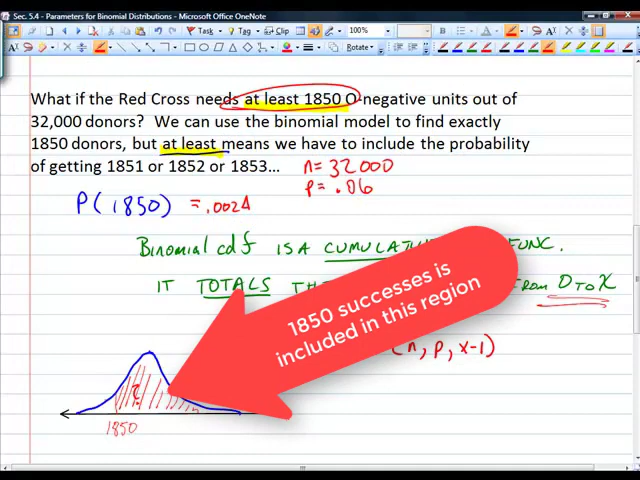 Sec. 5.4 - Parameters for Binomial Distributions - Microsoft Office OneNote
Task
Tag
Clip
100%
Rotate
What if the Red Cross needs at least 1850 O-negative units out of
32,000 donors? We can use the binomial model to find exactly
1850 donors, but at least means we have to include the probability
of getting 1851 or 1852 or 1853...
n = 32000
p = .06
P(1850) = .0024
Binomial cdf IS A FUNC.
IT TOTALS FROM 0 TO X
1850 successes is
included in this region
(n, p, x-1)
?
1850